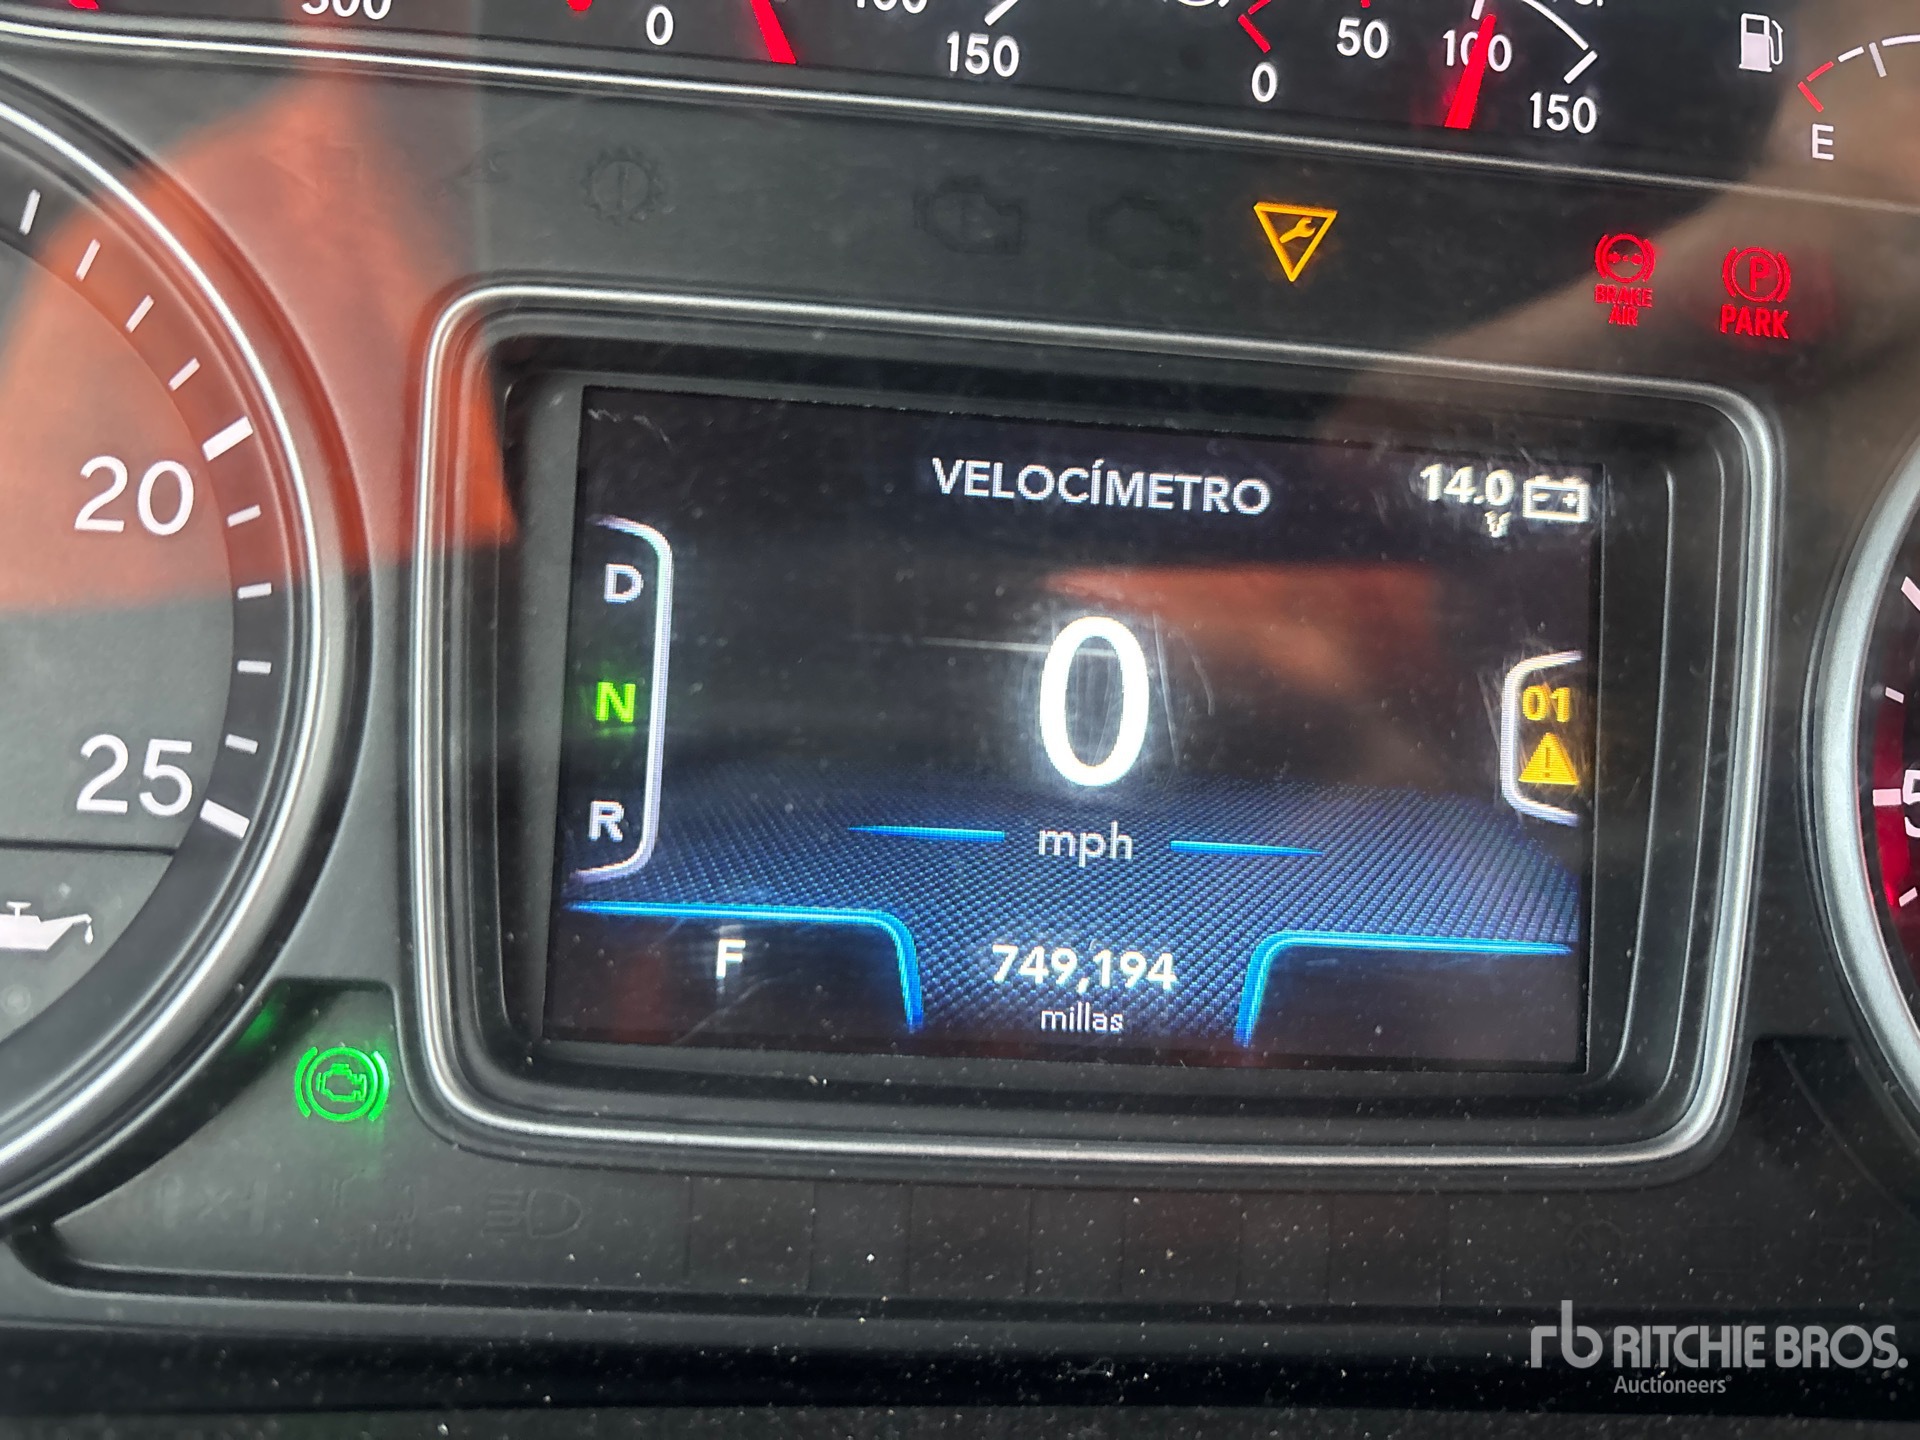 0
150
0
50
100
150
E
BRAKE
AIR
P
PARK
20
25
VELOCÍMETRO
14.0
V
D
N
R
0
mph
01
F
749,194
millas
rb RITCHIE BROS.
Auctioneers